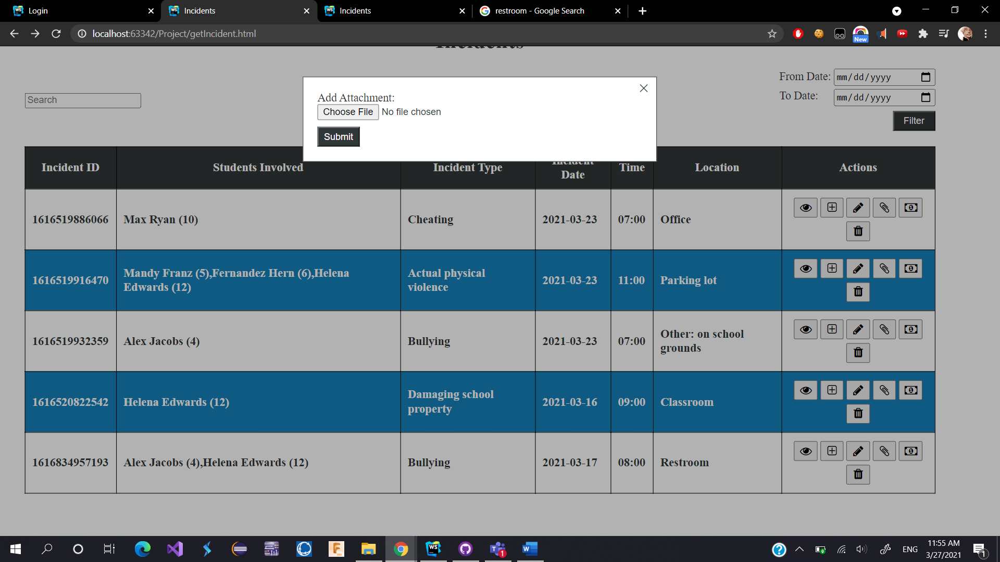 Login
Incidents
Incidents
restroom - Google Search
localhost:63342/Project/getIncident.html
New
Incidents
From Date: mm/dd/yyyy
To Date: mm/dd/yyyy
Search
Filter
Add Attachment:
Choose File No file chosen
Submit
Incident ID Students Involved Incident Type Incident Date Time Location Actions
1616519886066 Max Ryan (10) Cheating 2021-03-23 07:00 Office
1616519916470 Mandy Franz (5),Fernandez Hern (6),Helena Edwards (12) Actual physical violence 2021-03-23 11:00 Parking lot
1616519932359 Alex Jacobs (4) Bullying 2021-03-23 07:00 Other: on school grounds
1616520822542 Helena Edwards (12) Damaging school property 2021-03-16 09:00 Classroom
1616834957193 Alex Jacobs (4),Helena Edwards (12) Bullying 2021-03-17 08:00 Restroom
ENG
11:55 AM
3/27/2021
1
1